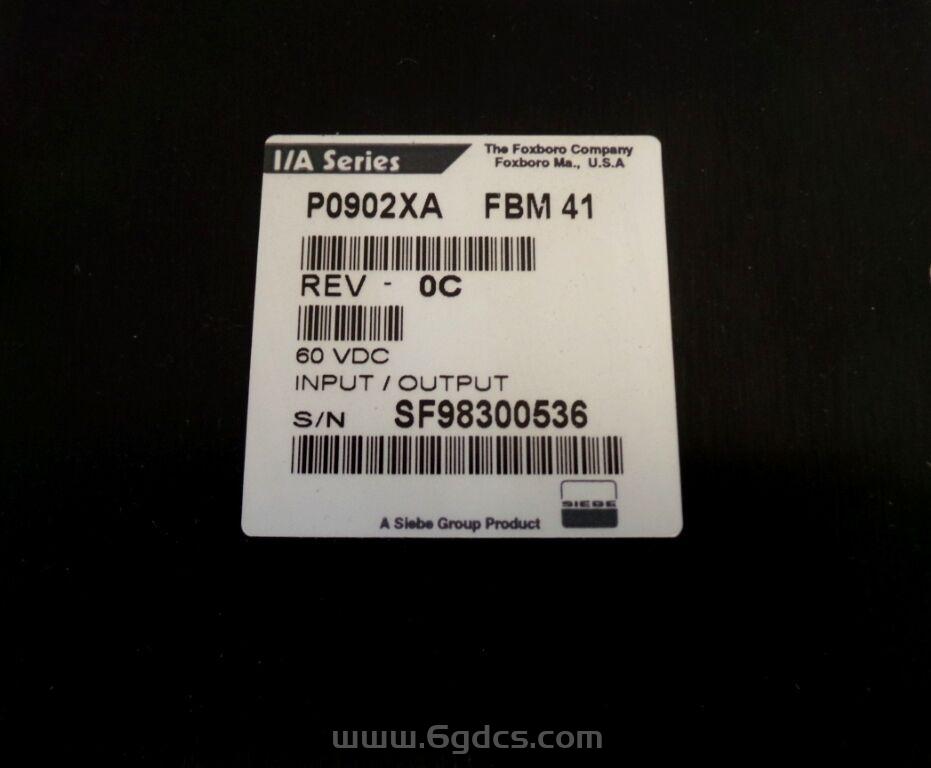 I/A Series
The Foxboro Company
Foxboro Ma., U.S.A
P0902XA FBM 41
REV - 0C
60 VDC
INPUT / OUTPUT
S/N SF98300536
SIEBE
A Siebe Group Product
www.6gdcs.com